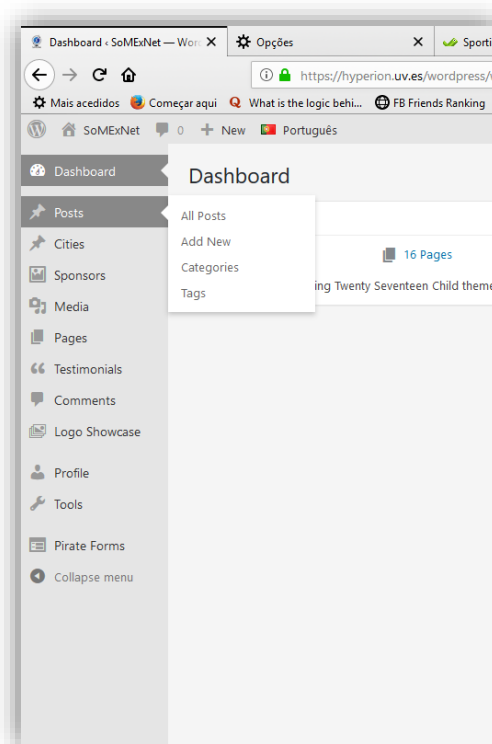 Dashboard ‹ SoMExNet — Wor
Opções
Sporti
https://hyperion.uv.es/wordpress/
Mais acedidos
Começar aqui
What is the logic behi...
FB Friends Ranking
SoMExNet
0
New
Português
Dashboard
Dashboard
Posts
All Posts
Add New
Categories
Tags
16 Pages
ing Twenty Seventeen Child theme
Cities
Sponsors
Media
Pages
Testimonials
Comments
Logo Showcase
Profile
Tools
Pirate Forms
Collapse menu